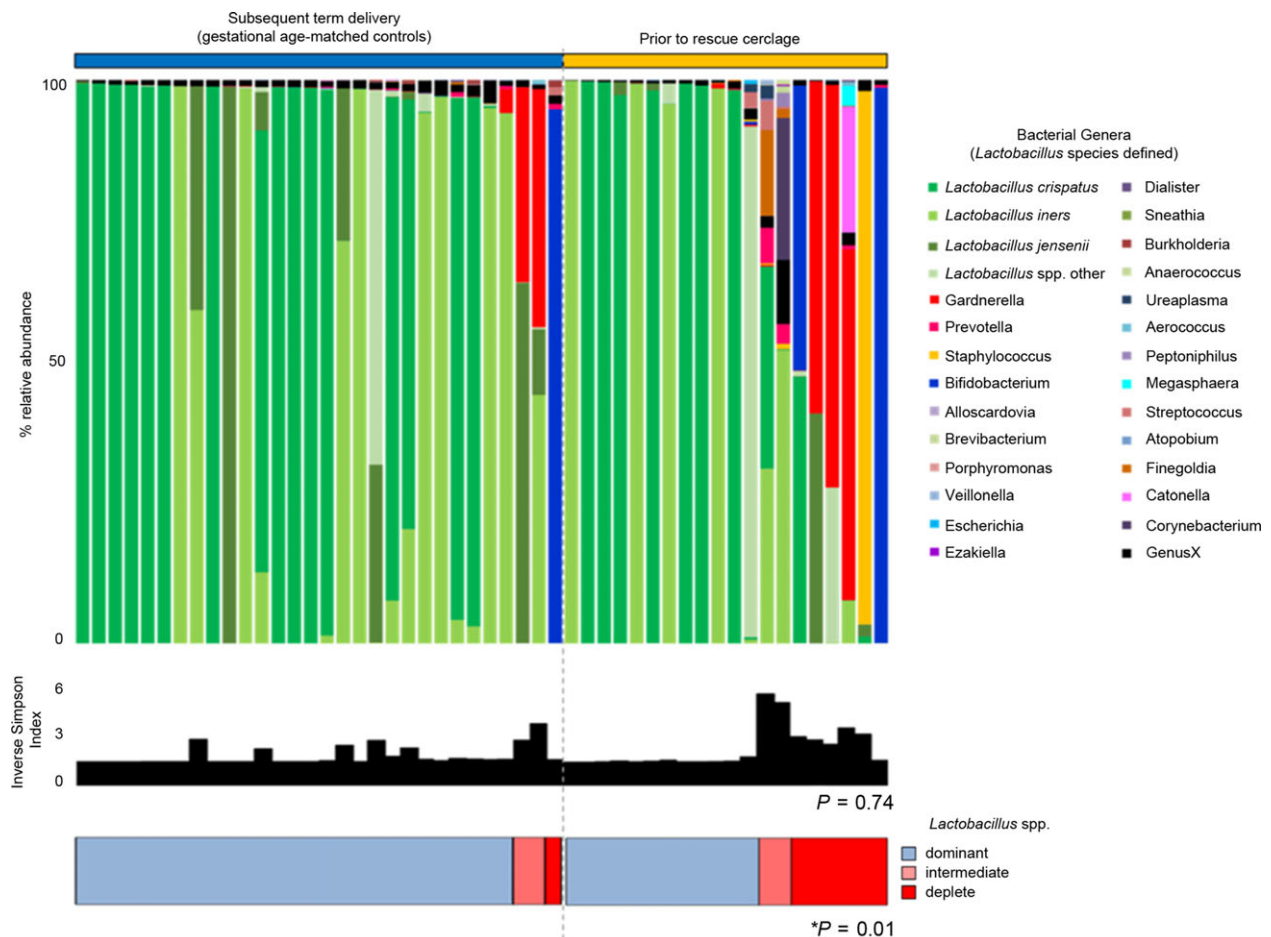 Subsequent term delivery
(gestational age-matched controls)
Prior to rescue cerclage
100
50
0
% relative abundance
Bacterial Genera
(Lactobacillus species defined)
Lactobacillus crispatus
Lactobacillus iners
Lactobacillus jensenii
Lactobacillus spp. other
Gardnerella
Prevotella
Staphylococcus
Bifidobacterium
Alloscardovia
Brevibacterium
Porphyromonas
Veillonella
Escherichia
Ezakiella
Dialister
Sneathia
Burkholderia
Anaerococcus
Ureaplasma
Aerococcus
Peptoniphilus
Megasphaera
Streptococcus
Atopobium
Finegoldia
Catonella
Corynebacterium
GenusX
Inverse Simpson
Index
6
3
0
P = 0.74
Lactobacillus spp.
dominant
intermediate
deplete
*P = 0.01